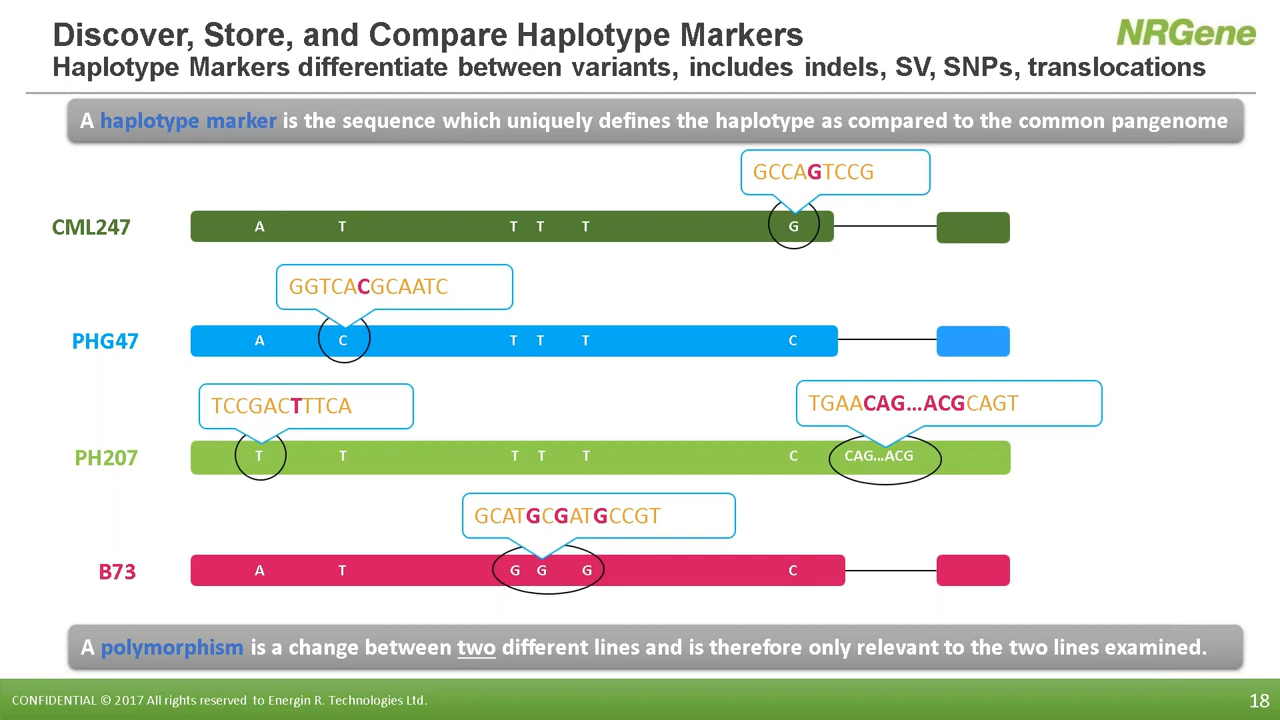 Discover, Store, and Compare Haplotype Markers
NRGene
Haplotype Markers differentiate between variants, includes indels, SV, SNPs, translocations
A haplotype marker is the sequence which uniquely defines the haplotype as compared to the common pangenome
GCCAGTCCG
CML247 A T T T T G
GGTCACGCAATC
PHG47 A C T T T C
TCCGACTTTCA
TGAACAG...ACGCAGT
PH207 T T T T T C CAG...ACG
GCATGCGATGCCGT
B73 A T G G G C
A polymorphism is a change between two different lines and is therefore only relevant to the two lines examined.
CONFIDENTIAL © 2017 All rights reserved to Energin R. Technologies Ltd.
18